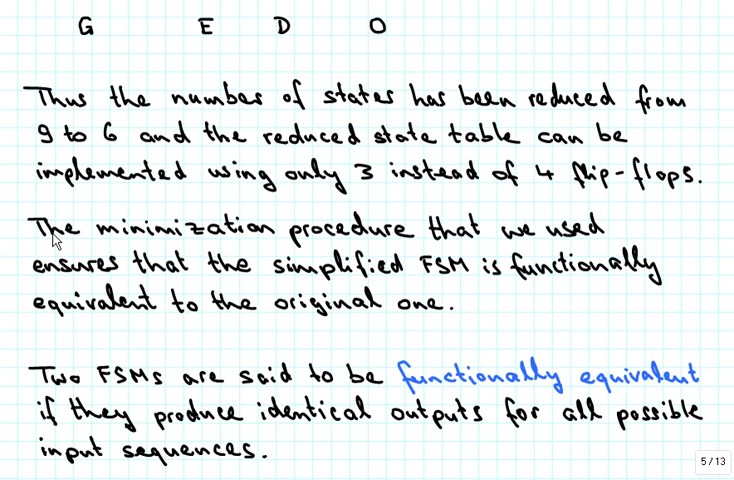 G E D 0
Thus the number of states has been reduced from
9 to 6 and the reduced state table can be
implemented using only 3 instead of 4 flip-flops.
The minimization procedure that we used
ensures that the simplified FSM is functionally
equivalent to the original one.
Two FSMs are said to be functionally equivalent
if they produce identical outputs for all possible
input sequences.
5 / 13